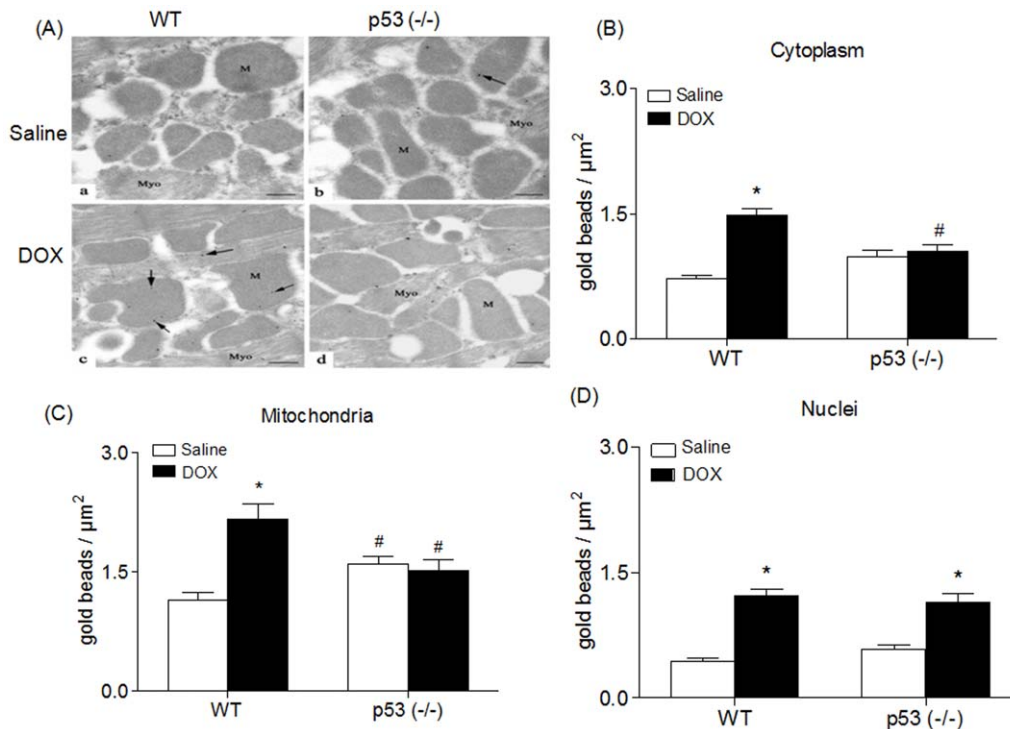 (A)
WT
p53 (-/-)
Saline
M
Myo
a
M
Myo
b
DOX
M
Myo
c
Myo
M
d
(B)
Cytoplasm
Saline
DOX
gold beads / µm²
3.0
1.5
0.0
*
#
WT
p53 (-/-)
(C)
Mitochondria
Saline
DOX
gold beads / µm²
3.0
1.5
0.0
*
#
#
WT
p53 (-/-)
(D)
Nuclei
Saline
DOX
gold beads / µm²
3.0
1.5
0.0
*
*
WT
p53 (-/-)